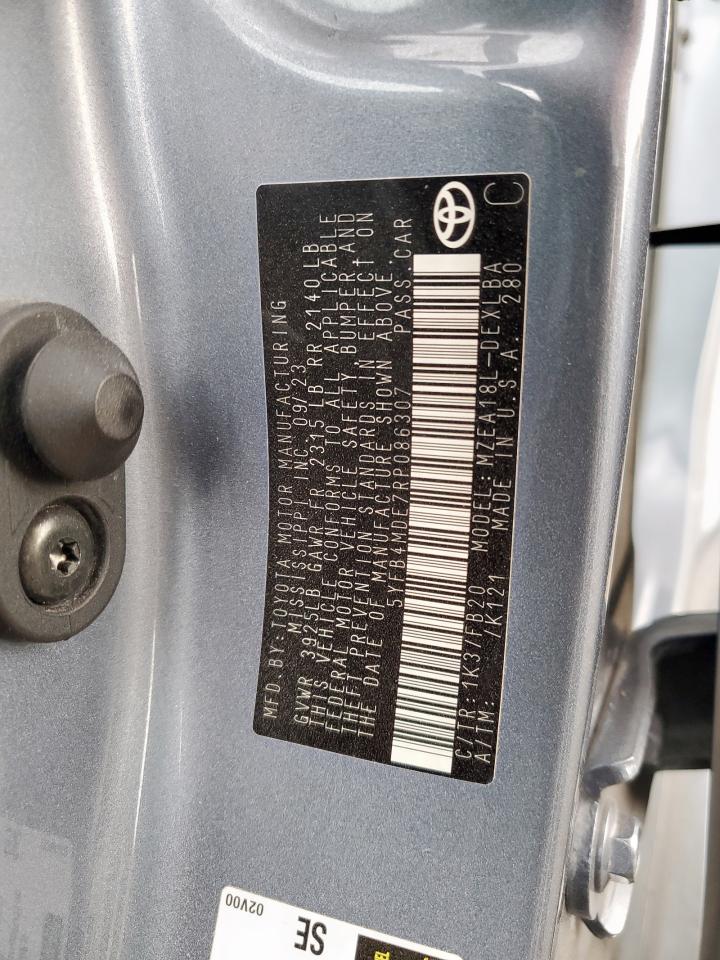 MFD.BY:TOYOTA MOTOR MANUFACTURING
MISSISSIPPI, INC. 09/23
GVWR 3925LB GAWR FR 2315 LB RR 2140LB
THIS VEHICLE CONFORMS TO ALL APPLICABLE
FEDERAL MOTOR VEHICLE SAFETY, BUMPER AND
THEFT PREVENTION STANDARDS IN EFFECT ON
THE DATE OF MANUFACTURE SHOWN ABOVE.
5YFB4MDE7RP086307 PASS.CAR
C/TR:1K3/FB20 MODEL:MZEA18L-DEXLBA
A/TM: /K121 MADE IN U.S.A.280
C
02V00
SE